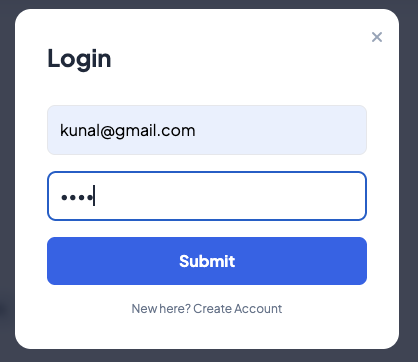 Login
kunal@gmail.com
••••
Submit
New here? Create Account